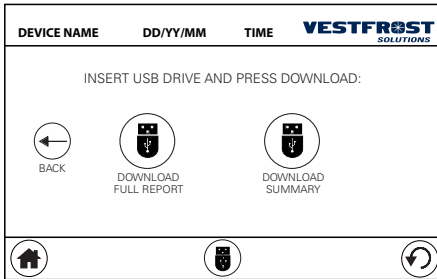 DEVICE NAME DD/YY/MM TIME VESTFROST
SOLUTIONS
INSERT USB DRIVE AND PRESS DOWNLOAD:
BACK
DOWNLOAD
FULL REPORT
DOWNLOAD
SUMMARY